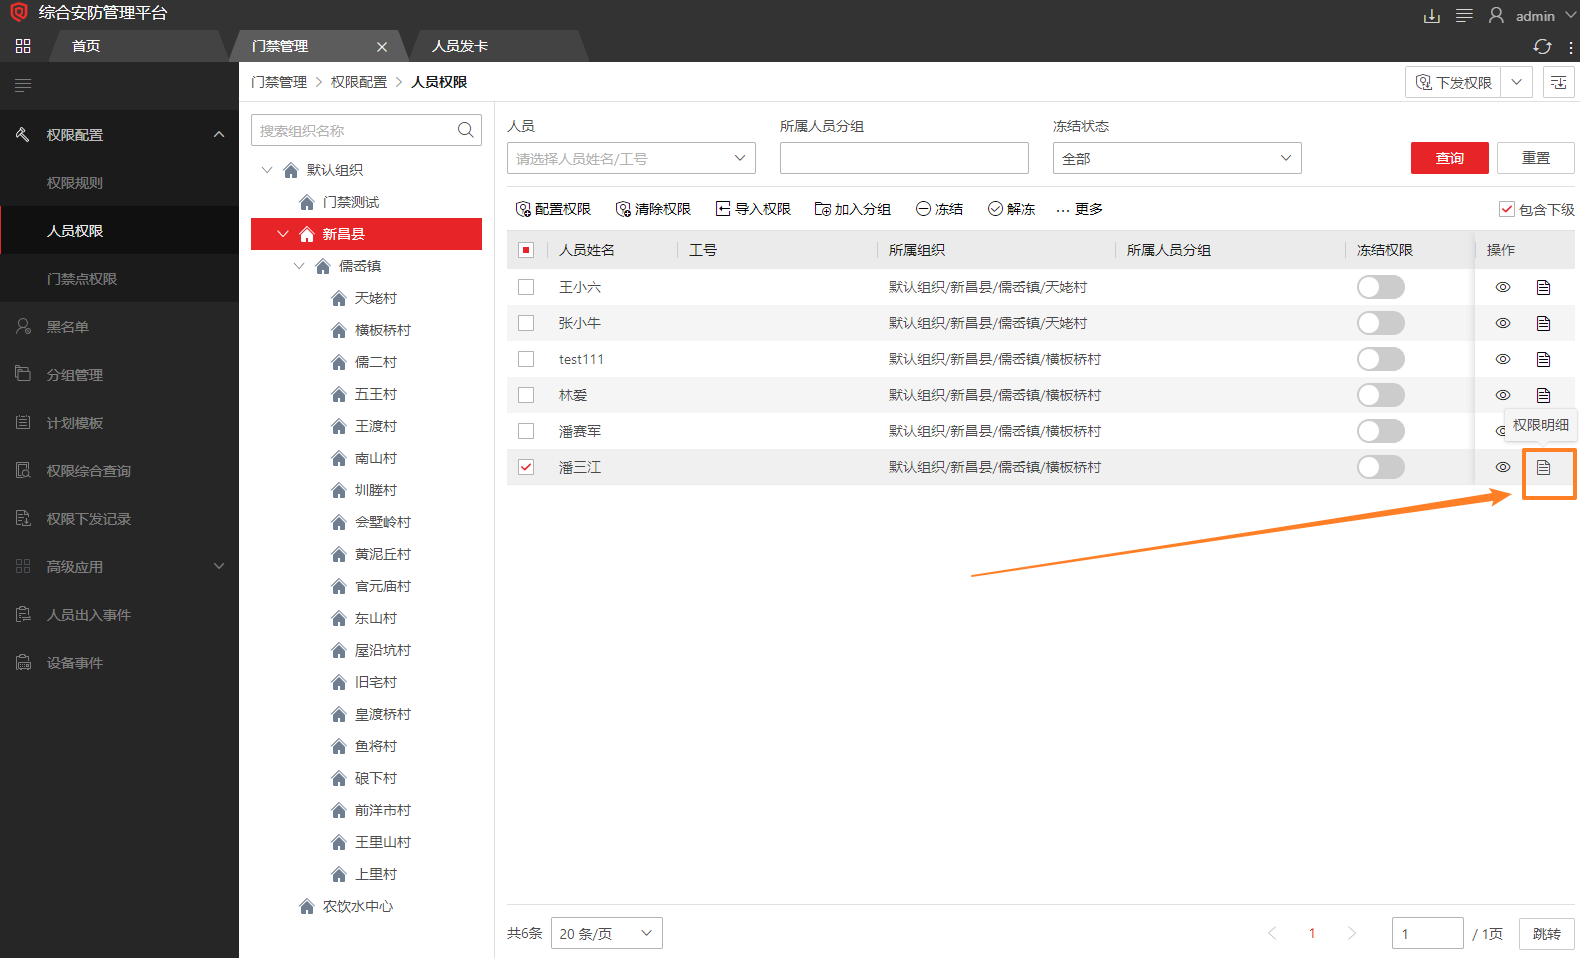 综合安防管理平台
admin
首页
门禁管理
人员发卡
门禁管理 > 权限配置 > 人员权限
下发权限
权限配置
权限规则
人员权限
门禁点权限
黑名单
分组管理
计划模板
权限综合查询
权限下发记录
高级应用
人员出入事件
设备事件
搜索组织名称
默认组织
门禁测试
新昌县
儒岙镇
天姥村
横板桥村
儒二村
五王村
王渡村
南山村
圳塍村
会墅岭村
黄泥丘村
官元庙村
东山村
屋沿坑村
旧宅村
皇渡桥村
鱼将村
碌下村
前洋市村
王里山村
上里村
农饮水中心
人员
所属人员分组
冻结状态
请选择人员姓名/工号
全部
查询
重置
配置权限 清除权限 导入权限 加入分组 冻结 解冻 ··· 更多
包含下级
人员姓名 工号 所属组织 所属人员分组 冻结权限 操作
王小六 默认组织/新昌县/儒岙镇/天姥村
张小牛 默认组织/新昌县/儒岙镇/天姥村
test111 默认组织/新昌县/儒岙镇/横板桥村
林爱 默认组织/新昌县/儒岙镇/横板桥村
潘赛军 默认组织/新昌县/儒岙镇/横板桥村
权限明细
潘三江 默认组织/新昌县/儒岙镇/横板桥村
共6条
20 条/页
1
1
/ 1页
跳转